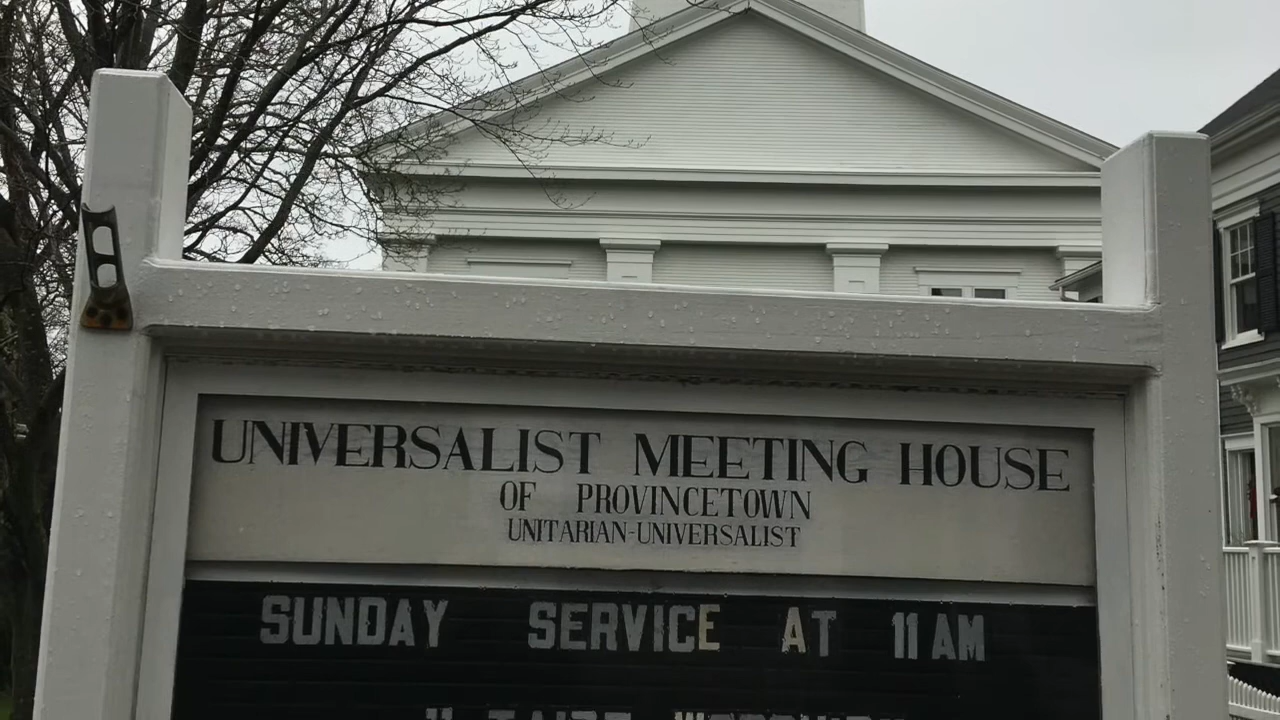 UNIVERSALIST MEETING HOUSE
OF PROVINCETOWN
UNITARIAN-UNIVERSALIST
SUNDAY SERVICE AT 11 AM